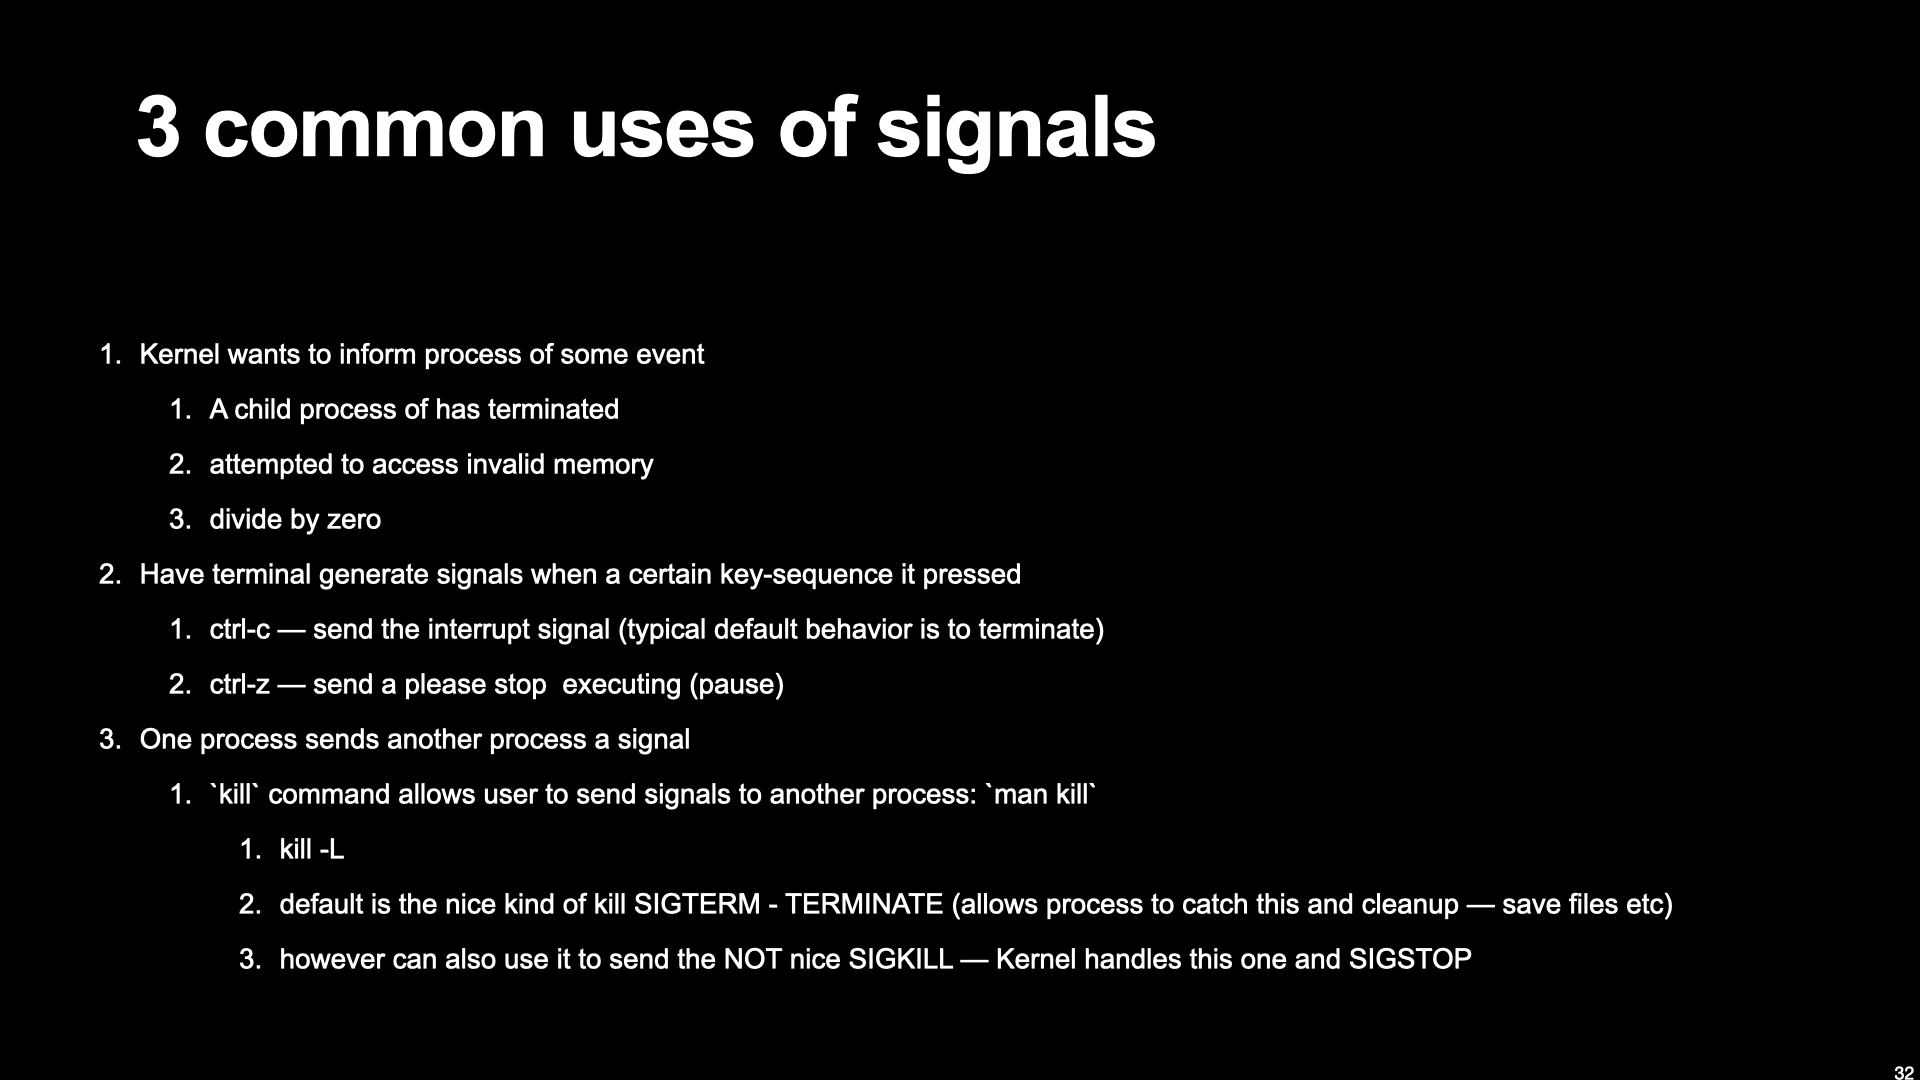 3 common uses of signals
1. Kernel wants to inform process of some event
1. A child process of has terminated
2. attempted to access invalid memory
3. divide by zero
2. Have terminal generate signals when a certain key-sequence it pressed
1. ctrl-c — send the interrupt signal (typical default behavior is to terminate)
2. ctrl-z — send a please stop  executing (pause)
3. One process sends another process a signal
1. `kill` command allows user to send signals to another process: `man kill`
1. kill -L
2. default is the nice kind of kill SIGTERM - TERMINATE (allows process to catch this and cleanup — save files etc)
3. however can also use it to send the NOT nice SIGKILL — Kernel handles this one and SIGSTOP
32